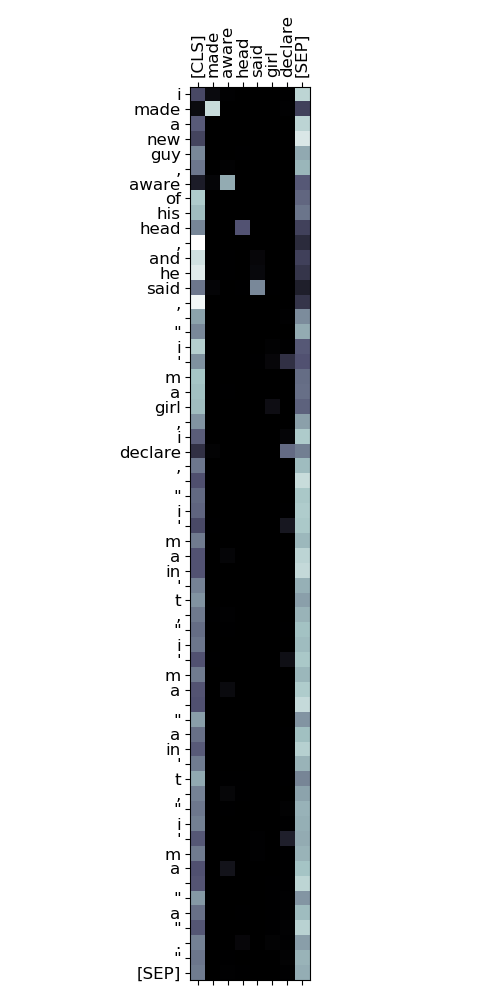 [CLS] made aware head said girl declare [SEP]
i
made
a
new
guy
,
aware
of
his
head
,
and
he
said
,
"
i
'
m
a
girl
,
i
declare
,
"
i
'
m
a
in
'
t
,
"
i
'
m
a
"
a
in
'
t
,
"
i
'
m
a
"
a
"
.
"
[SEP]